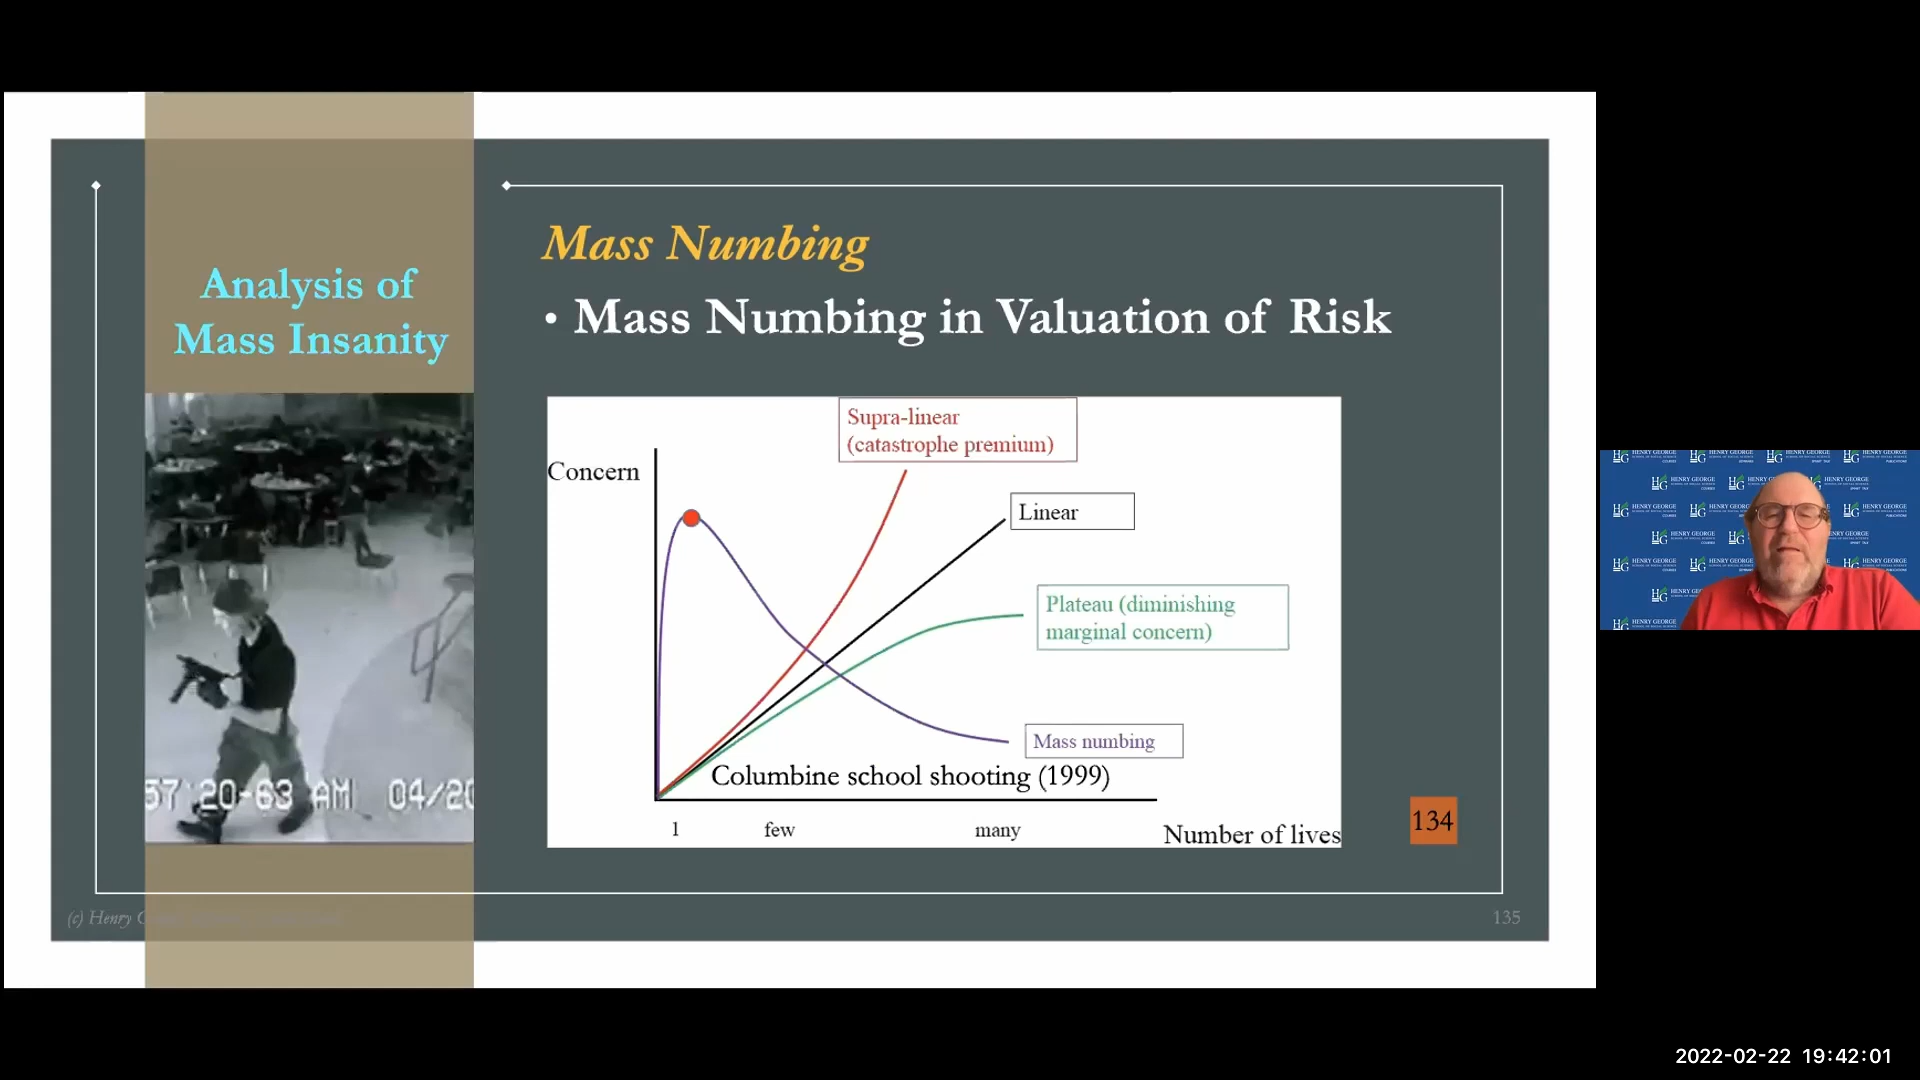 Analysis of
Mass Insanity
57 20-63 AM 04/20
Mass Numbing
• Mass Numbing in Valuation of Risk
Supra-linear
(catastrophe premium)
Concern
Linear
Plateau (diminishing
marginal concern)
Mass numbing
Columbine school shooting (1999)
1 few many
Number of lives
134
(c) Henry
135
HENRY GEORGE
2022-02-22 19:42:01